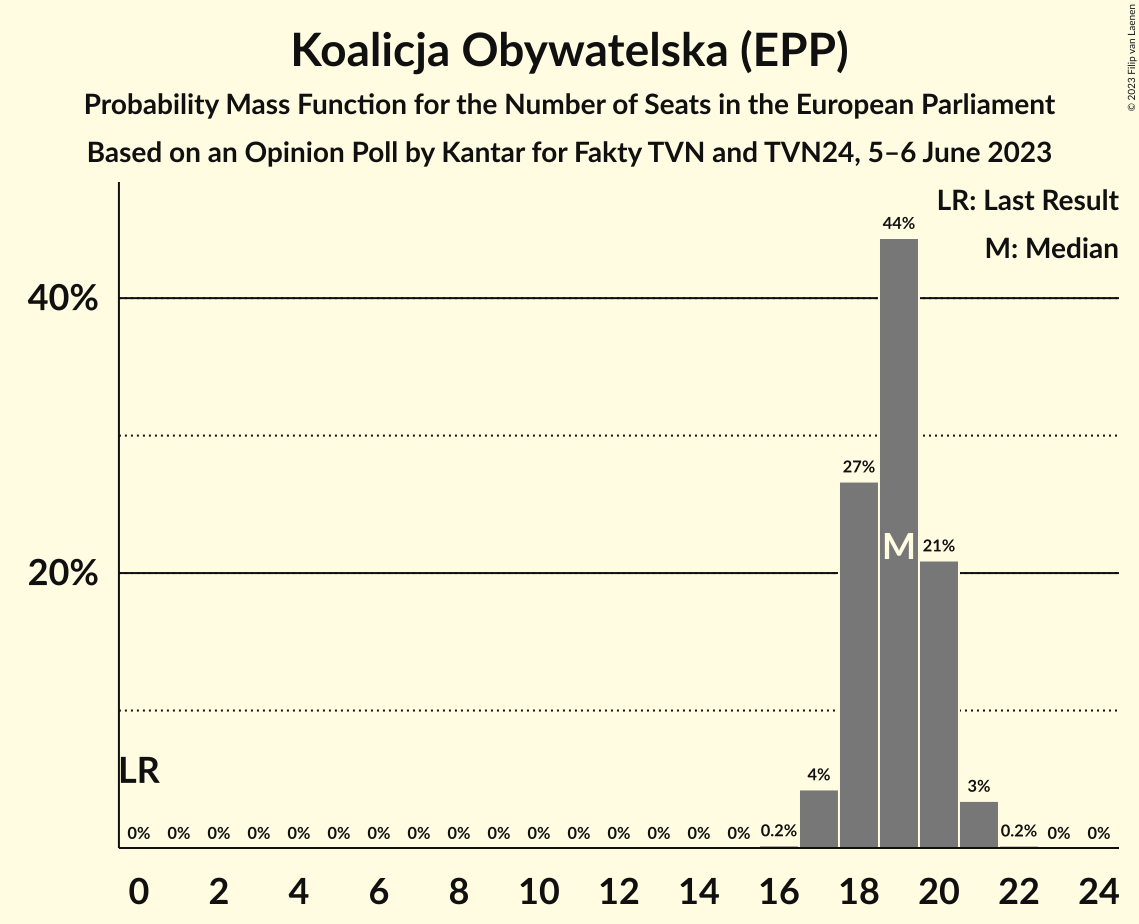 Koalicja Obywatelska (EPP)
Probability Mass Function for the Number of Seats in the European Parliament
Based on an Opinion Poll by Kantar for Fakty TVN and TVN24, 5–6 June 2023
© 2023 Filip van Laenen
LR: Last Result
M: Median
44%
40%
27%
M
21%
20%
LR
4%
3%
0% 0% 0% 0% 0% 0% 0% 0% 0% 0% 0% 0% 0% 0% 0% 0% 0.2% 0.2% 0% 0%
0 2 4 6 8 10 12 14 16 18 20 22 24